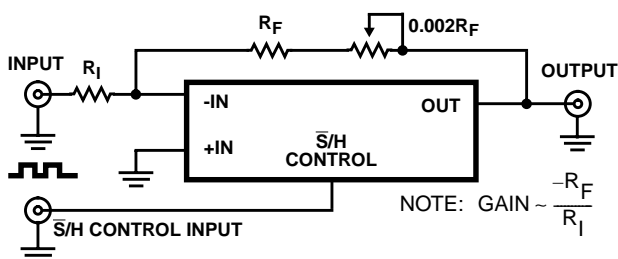 R_F
0.002R_F
INPUT
R_I
OUTPUT
-IN
OUT
+IN
S̅/H
CONTROL
NOTE: GAIN ~ -R_F / R_I
S̅/H CONTROL INPUT